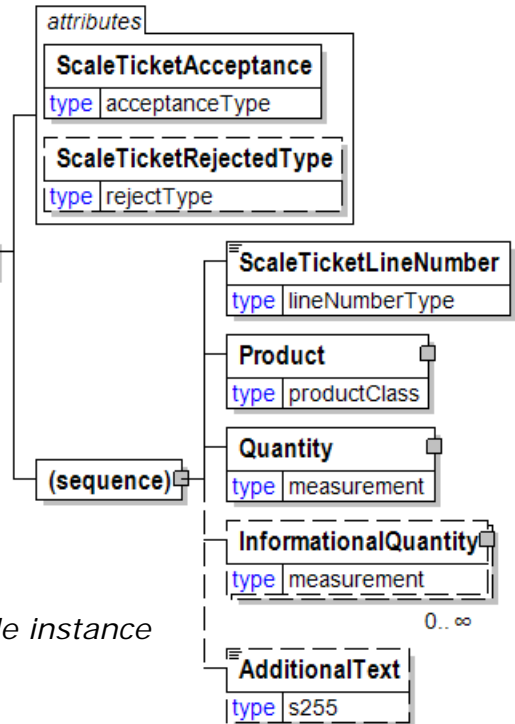 attributes
ScaleTicketAcceptance
type acceptanceType
ScaleTicketRejectedType
type rejectType
ScaleTicketLineNumber
type lineNumberType
Product
type productClass
Quantity
type measurement
(sequence)
InformationalQuantity
type measurement
0.. ∞
instance
AdditionalText
type s255